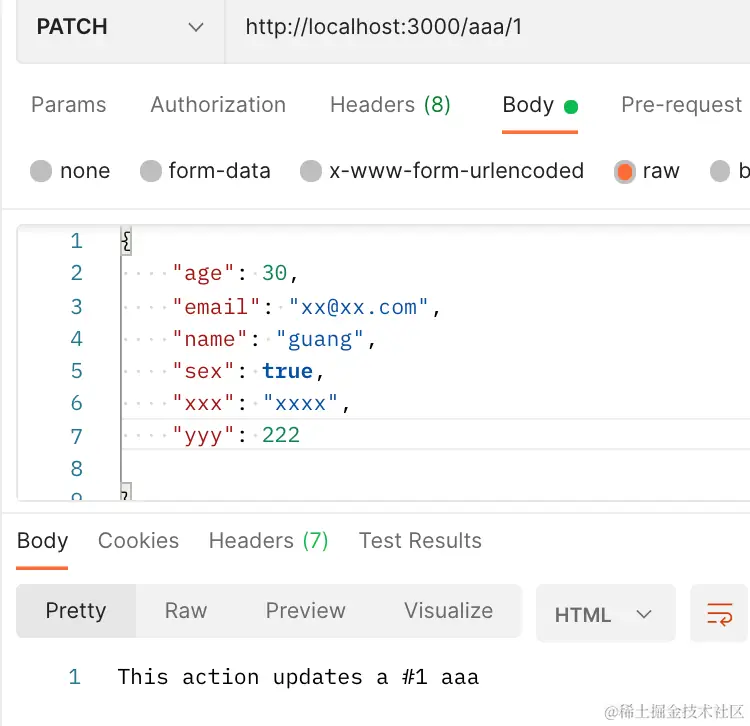 PATCH http://localhost:3000/aaa/1
Params Authorization Headers (8) Body Pre-request
none form-data x-www-form-urlencoded raw b
1 {
2 "age": 30,
3 "email": "xx@xx.com",
4 "name": "guang",
5 "sex": true,
6 "xxx": "xxxx",
7 "yyy": 222
8
9 }
Body Cookies Headers (7) Test Results
Pretty Raw Preview Visualize HTML
1 This action updates a #1 aaa
@稀土掘金技术社区